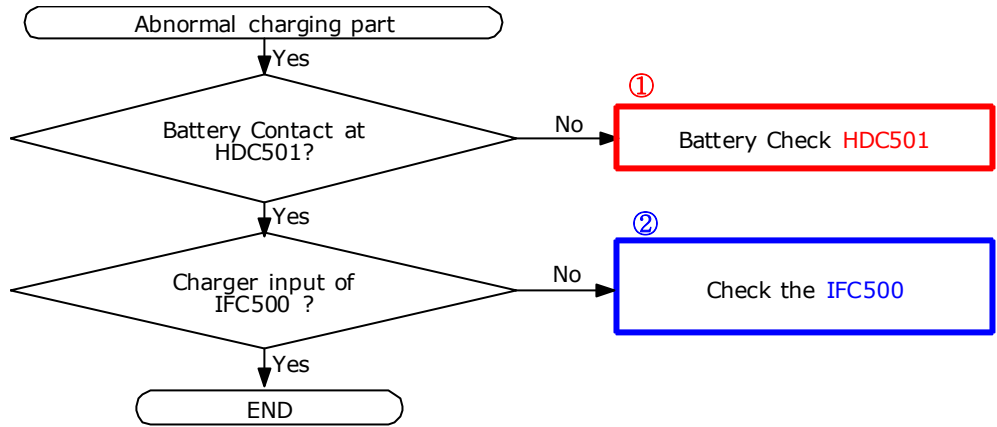 Abnormal charging part
Yes
①
Battery Contact at
HDC501?
No
Battery Check HDC501
Yes
②
Charger input of
IFC500 ?
No
Check the IFC500
Yes
END